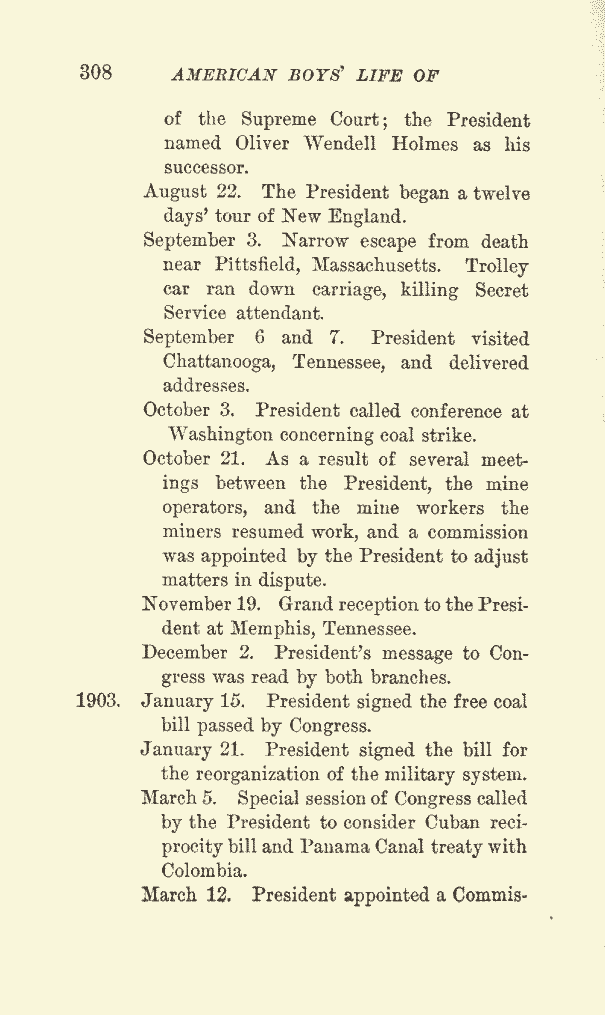 308 AMERICAN BOYS' LIFE OF
of the Supreme Court; the President
named Oliver Wendell Holmes as his
successor.
August 22. The President began a twelve
days' tour of New England.
September 3. Narrow escape from death
near Pittsfield, Massachusetts. Trolley
car ran down carriage, killing Secret
Service attendant.
September 6 and 7. President visited
Chattanooga, Tennessee, and delivered
addresses.
October 3. President called conference at
Washington concerning coal strike.
October 21. As a result of several meet-
ings between the President, the mine
operators, and the mine workers the
miners resumed work, and a commission
was appointed by the President to adjust
matters in dispute.
November 19. Grand reception to the Presi-
dent at Memphis, Tennessee.
December 2. President's message to Con-
gress was read by both branches.
1903. January 15. President signed the free coal
bill passed by Congress.
January 21. President signed the bill for
the reorganization of the military system.
March 5. Special session of Congress called
by the President to consider Cuban reci-
procity bill and Panama Canal treaty with
Colombia.
March 12. President appointed a Commis-